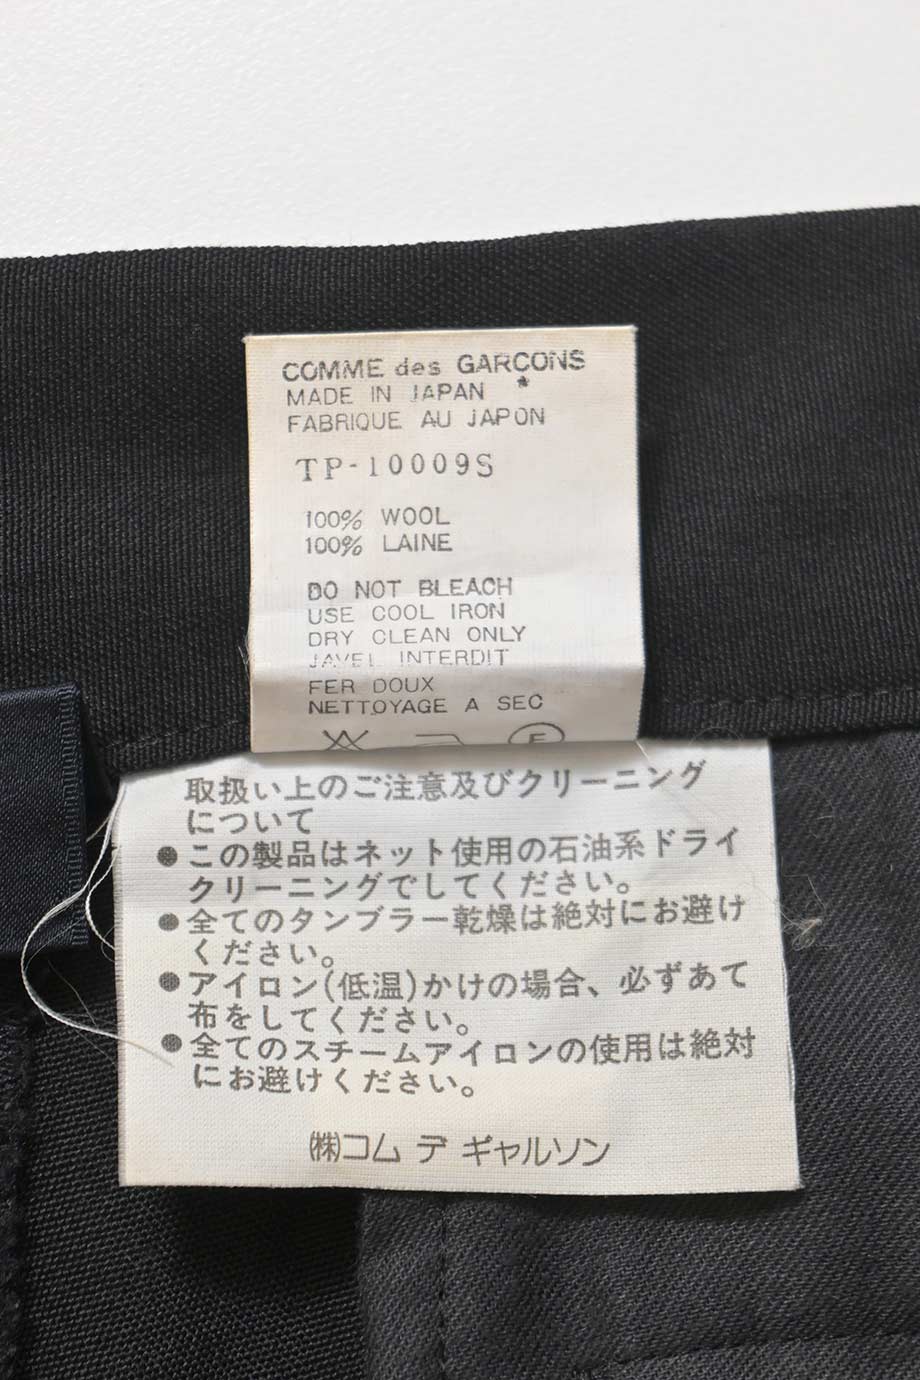 COMME des GARCONS
*
MADE IN JAPAN
FABRIQUE AU JAPON
TP-10009S
100% WOOL
100% LAINE
DO NOT BLEACH
USE COOL IRON
DRY CLEAN ONLY
JAVEL INTERDIT
FER DOUX
NETTOYAGE A SEC
F
取扱い上のご注意及びクリーニング
について
●この製品はネット使用の石油系ドライ
クリーニングでしてください。
●全てのタンブラー乾燥は絶対にお避け
ください。
●アイロン(低温)かけの場合、必ずあて
布をしてください。
●全てのスチームアイロンの使用は絶対
にお避けください。
㈱コム デ ギャルソン